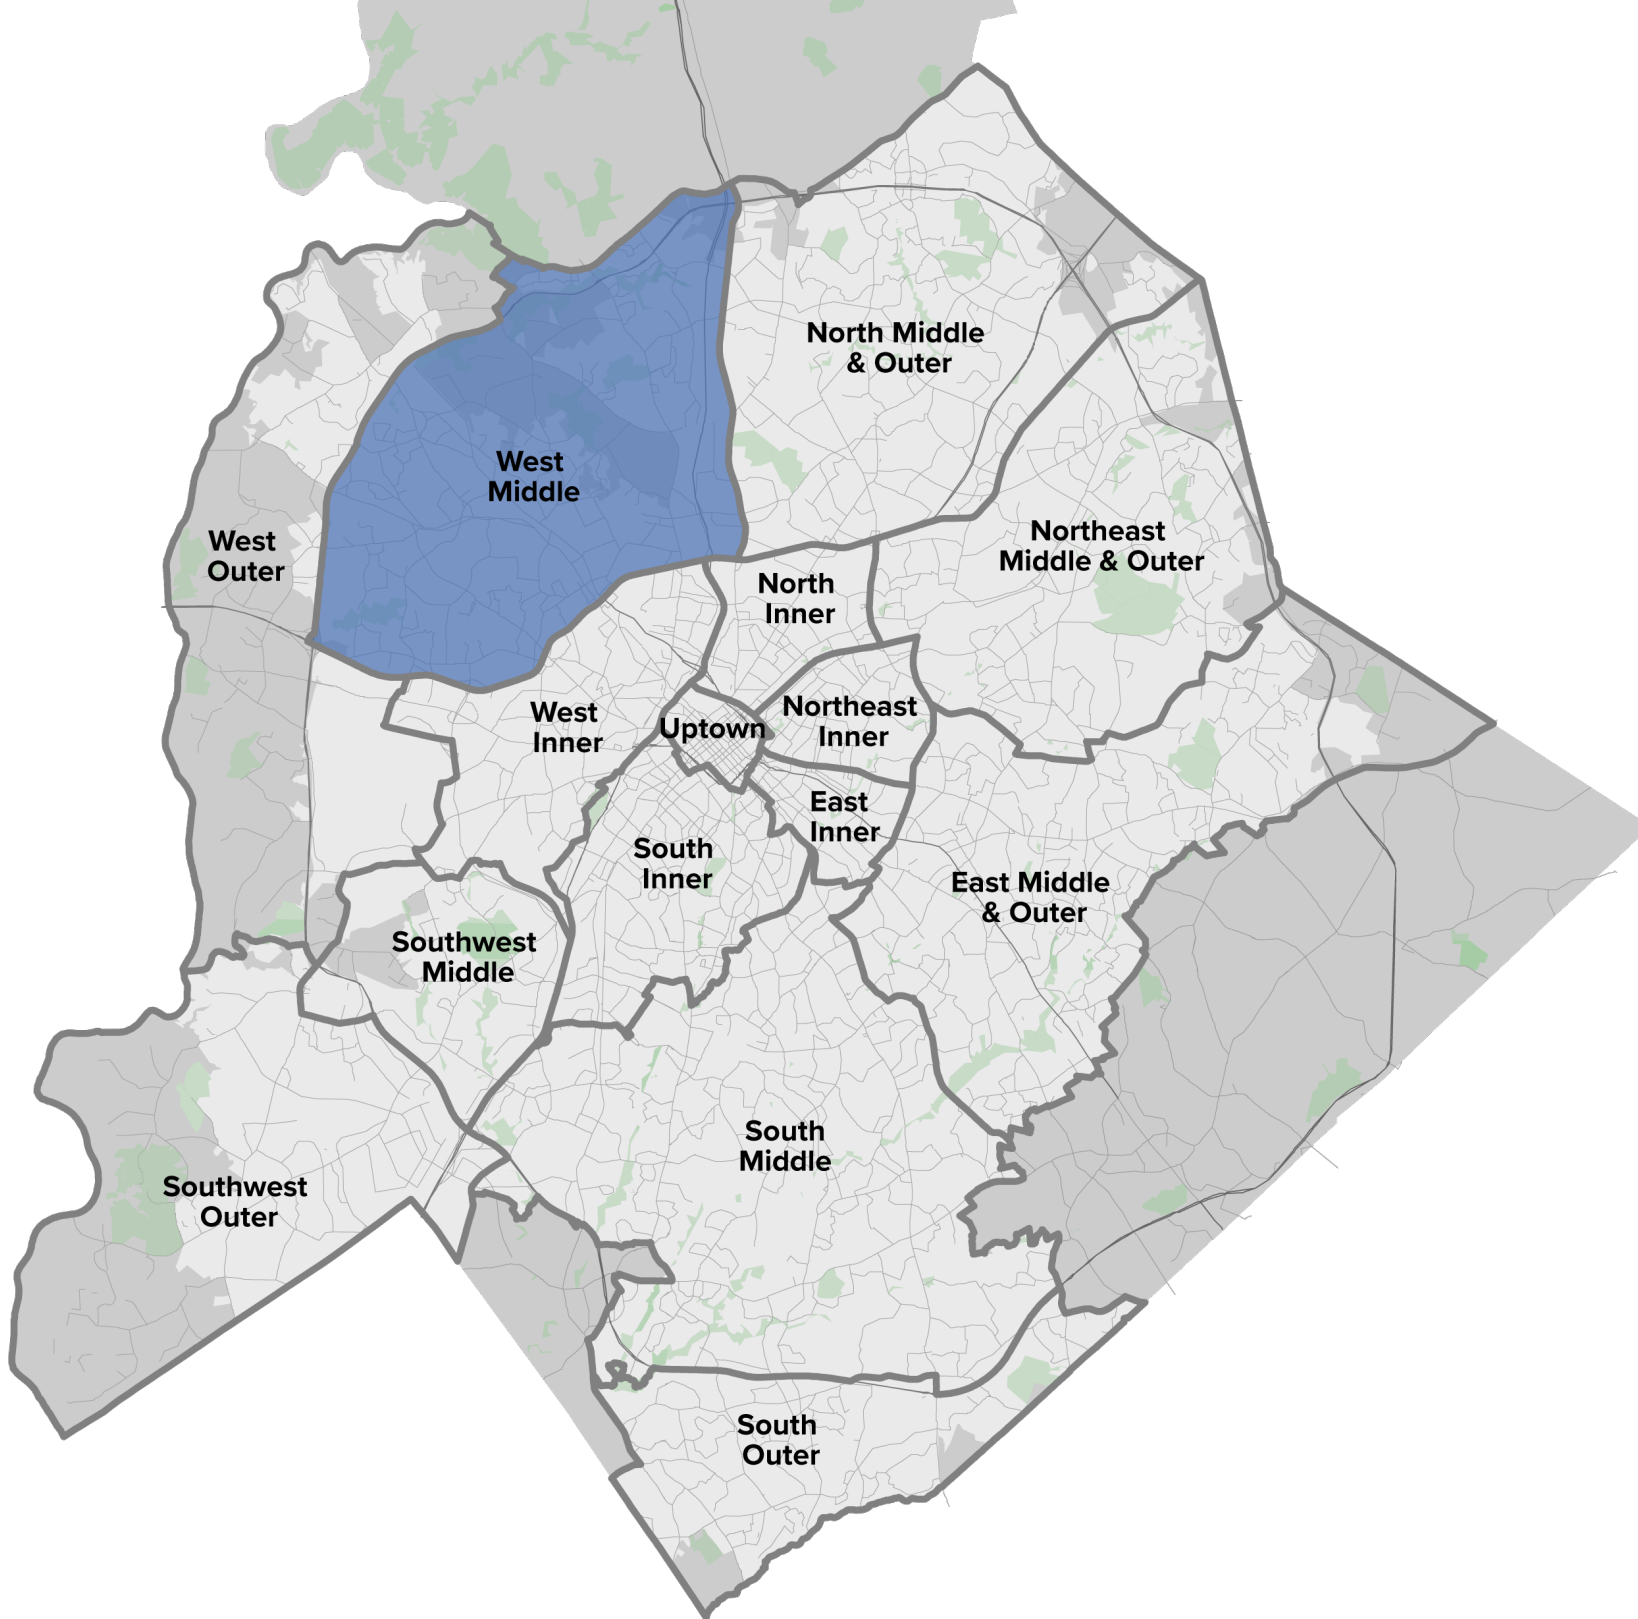 North Middle
& Outer
West
Middle
West
Outer
Northeast
Middle & Outer
North
Inner
West
Inner
Uptown
Northeast
Inner
East
Inner
South
Inner
East Middle
& Outer
Southwest
Middle
South
Middle
Southwest
Outer
South
Outer